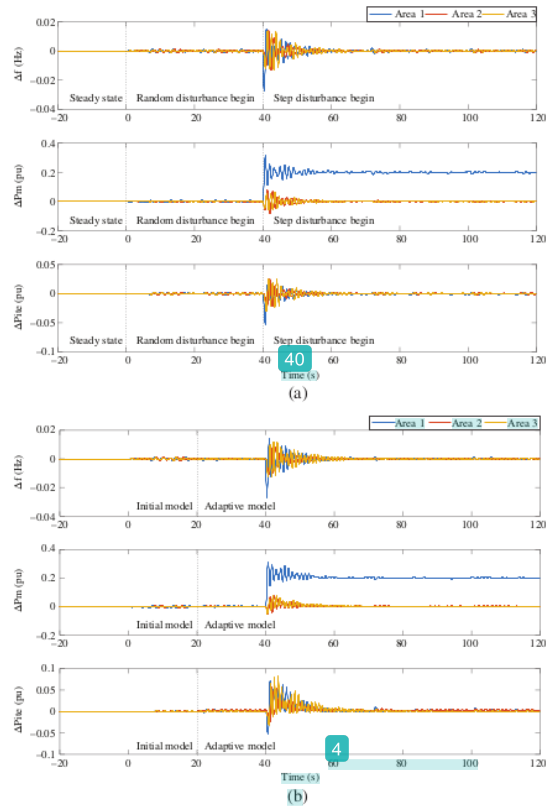 Area 1 Area 2 Area 3
0.02
0
−0.02
−0.04
Δf (Hz)
Steady state Random disturbance begin Step disturbance begin
−20 0 20 40 60 80 100 120
0.4
0.2
0
−0.2
ΔPm (pu)
Steady state Random disturbance begin Step disturbance begin
−20 0 20 40 60 80 100 120
0.05
0
−0.05
−0.1
ΔPtie (pu)
Steady state Random disturbance begin Step disturbance begin
−20 0 20 40 60 80 100 120
40
Time (s)
(a)
Area 1 Area 2 Area 3
0.02
0
−0.02
−0.04
Δf (Hz)
Initial model Adaptive model
−20 0 20 40 60 80 100 120
0.4
0.2
0
−0.2
ΔPm (pu)
Initial model Adaptive model
−20 0 20 40 60 80 100 120
0.1
0.05
0
−0.05
−0.1
ΔPtie (pu)
Initial model Adaptive model
−20 0 20 40 60 80 100 120
4
Time (s)
(b)